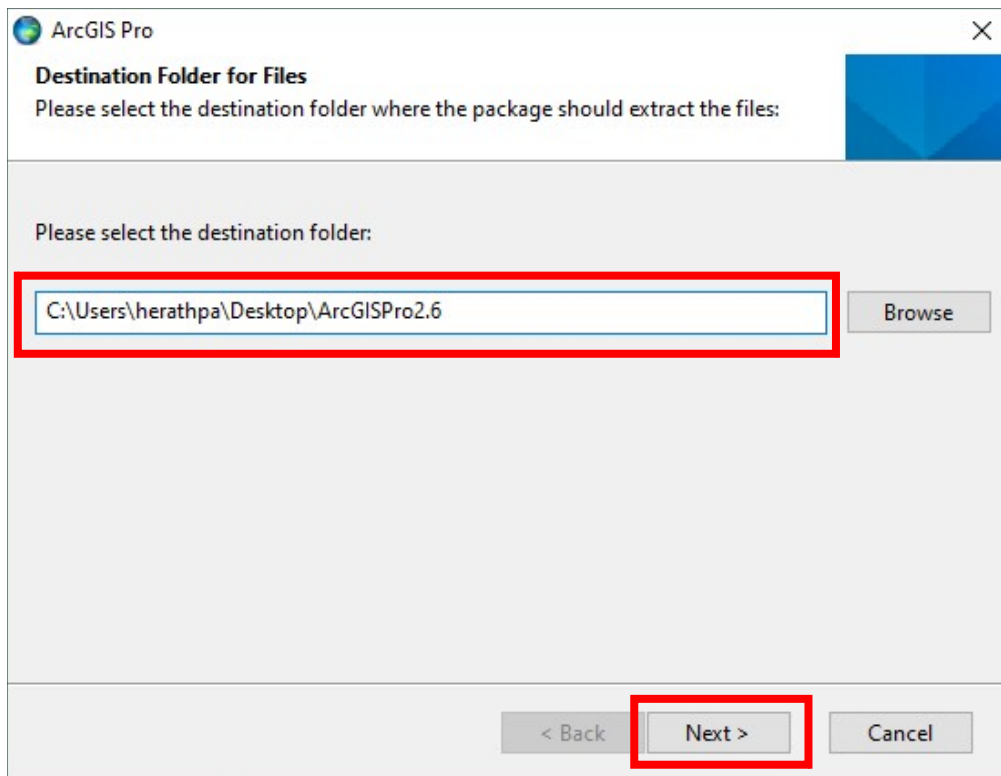 ArcGIS Pro
Destination Folder for Files
Please select the destination folder where the package should extract the files:
Please select the destination folder:
C:\Users\herathpa\Desktop\ArcGISPro2.6
Browse
< Back
Next >
Cancel